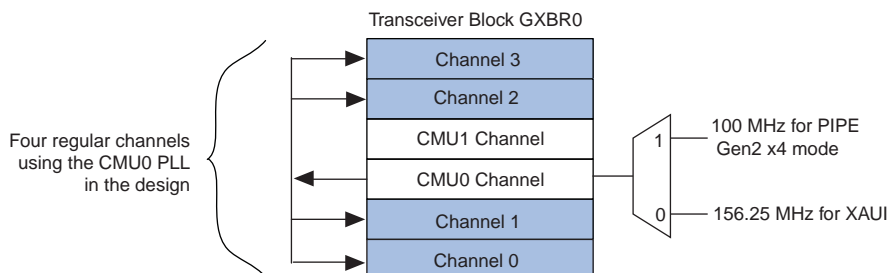 Transceiver Block GXBR0
Channel 3
Channel 2
CMU1 Channel
CMU0 Channel
Channel 1
Channel 0
Four regular channels
using the CMU0 PLL
in the design
1
0
100 MHz for PIPE
Gen2 x4 mode
156.25 MHz for XAUI